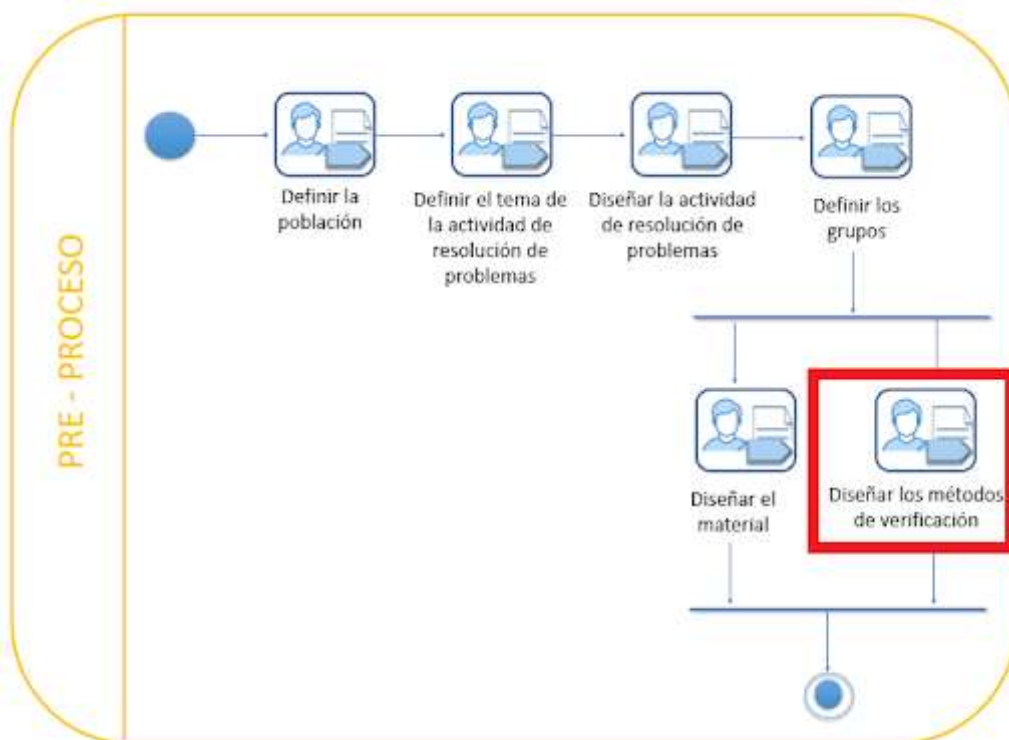 PRE - PROCESO
Definir la
población
Definir el tema de
la actividad de
resolución de
problemas
Diseñar la actividad
de resolución de
problemas
Definir los
grupos
Diseñar el
material
Diseñar los métodos
de verificación